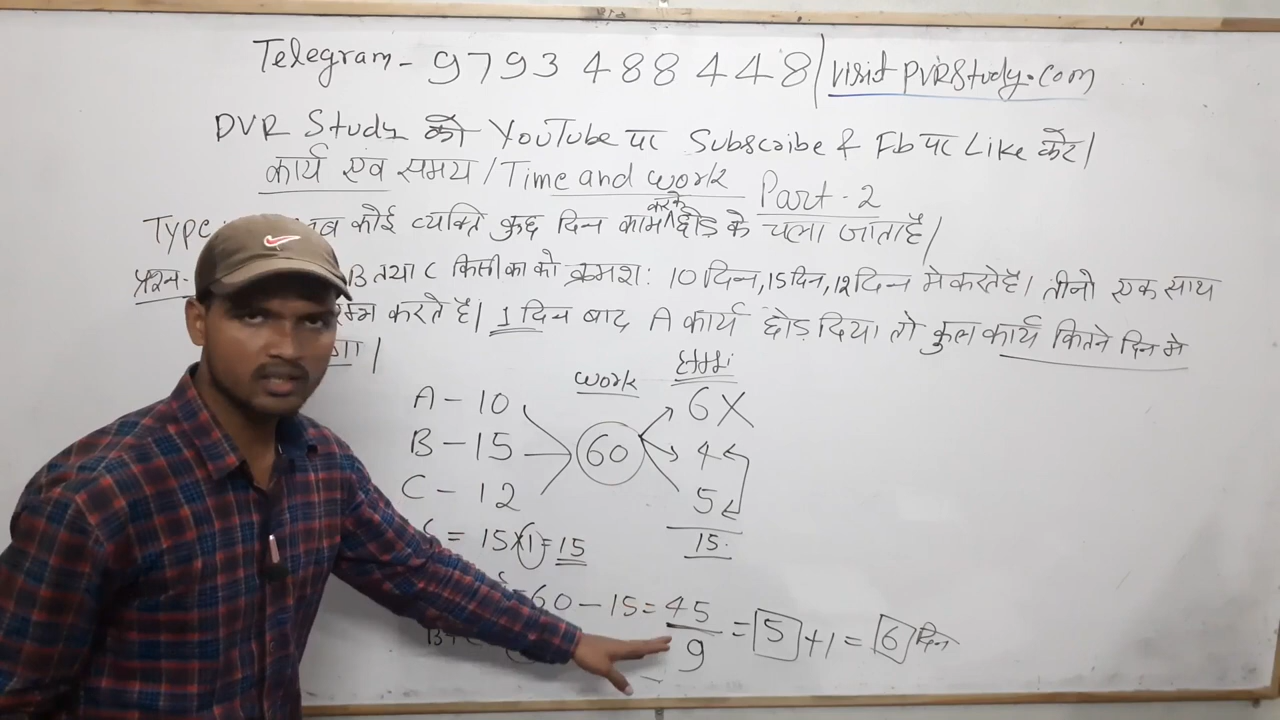 Telegram - 9793 488448 | visit PVRStudy.com
DVR Study को YouTube पर Subscribe & Fb पर Like करे |
कार्य एव समय / Time and work Part-2
Type कोई व्यक्ति कुछ दिन काम करके छोड के चला जाता है |
प्रश्न- B तथा C किसी का को क्रमश: 10 दिन, 15 दिन, 12 दिन मे करते है। तीनो एक साथ
करते है। 1 दिन बाद A कार्य छोड़ दिया तो कुल कार्य कितने दिन मे
work
A - 10
B - 15
C - 12
60
6 X
4
5
15
= 15 X 1 = 15
60 - 15 = 45
9
= 5 + 1 = 6 दिन